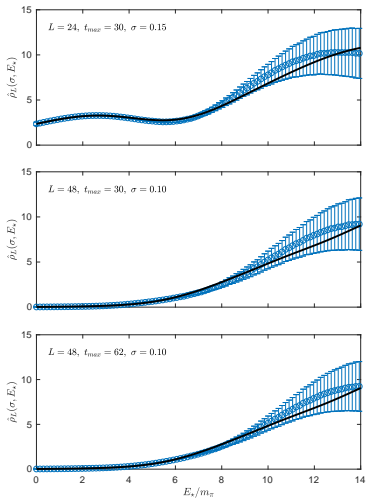 15
L = 24, t_max = 30, σ = 0.15
10
ρ̂_L(σ, E_⋆)
5
0
15
L = 48, t_max = 30, σ = 0.10
10
ρ̂_L(σ, E_⋆)
5
0
15
L = 48, t_max = 62, σ = 0.10
10
ρ̂_L(σ, E_⋆)
5
0
0 2 4 6 8 10 12 14
E_⋆/m_π